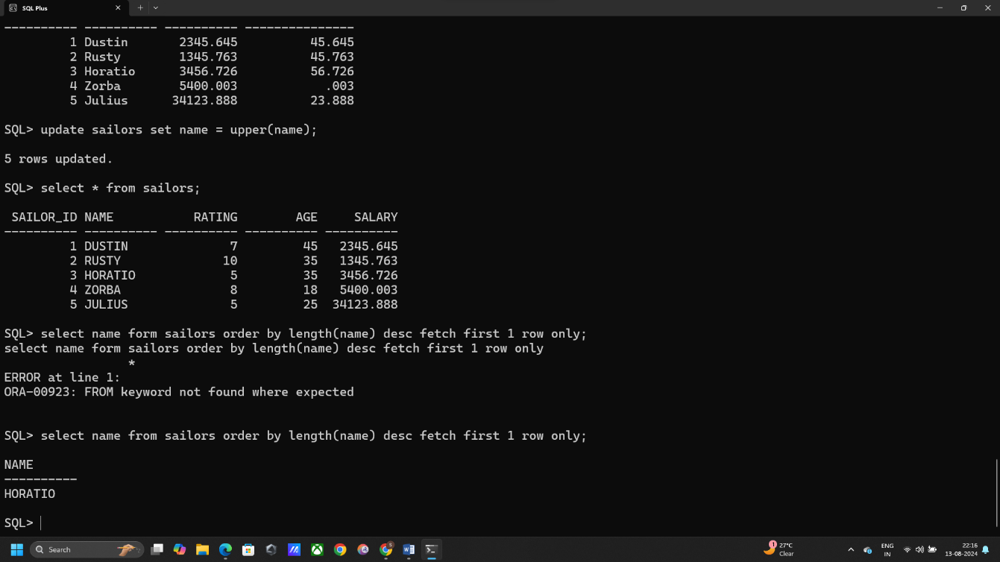 SQL Plus
---------- ---------- ---------- ---------------
         1 Dustin       2345.645          45.645
         2 Rusty        1345.763          45.763
         3 Horatio      3456.726          56.726
         4 Zorba        5400.003            .003
         5 Julius      34123.888          23.888
SQL> update sailors set name = upper(name);
5 rows updated.
SQL> select * from sailors;
 SAILOR_ID NAME           RATING        AGE     SALARY
---------- ---------- ---------- ---------- ----------
         1 DUSTIN              7         45   2345.645
         2 RUSTY              10         35   1345.763
         3 HORATIO             5         35   3456.726
         4 ZORBA               8         18   5400.003
         5 JULIUS              5         25  34123.888
SQL> select name form sailors order by length(name) desc fetch first 1 row only;
select name form sailors order by length(name) desc fetch first 1 row only
                 *
ERROR at line 1:
ORA-00923: FROM keyword not found where expected
SQL> select name from sailors order by length(name) desc fetch first 1 row only;
NAME
----------
HORATIO
SQL>
Search
1
27°C
Clear
ENG
IN
22:16
13-08-2024